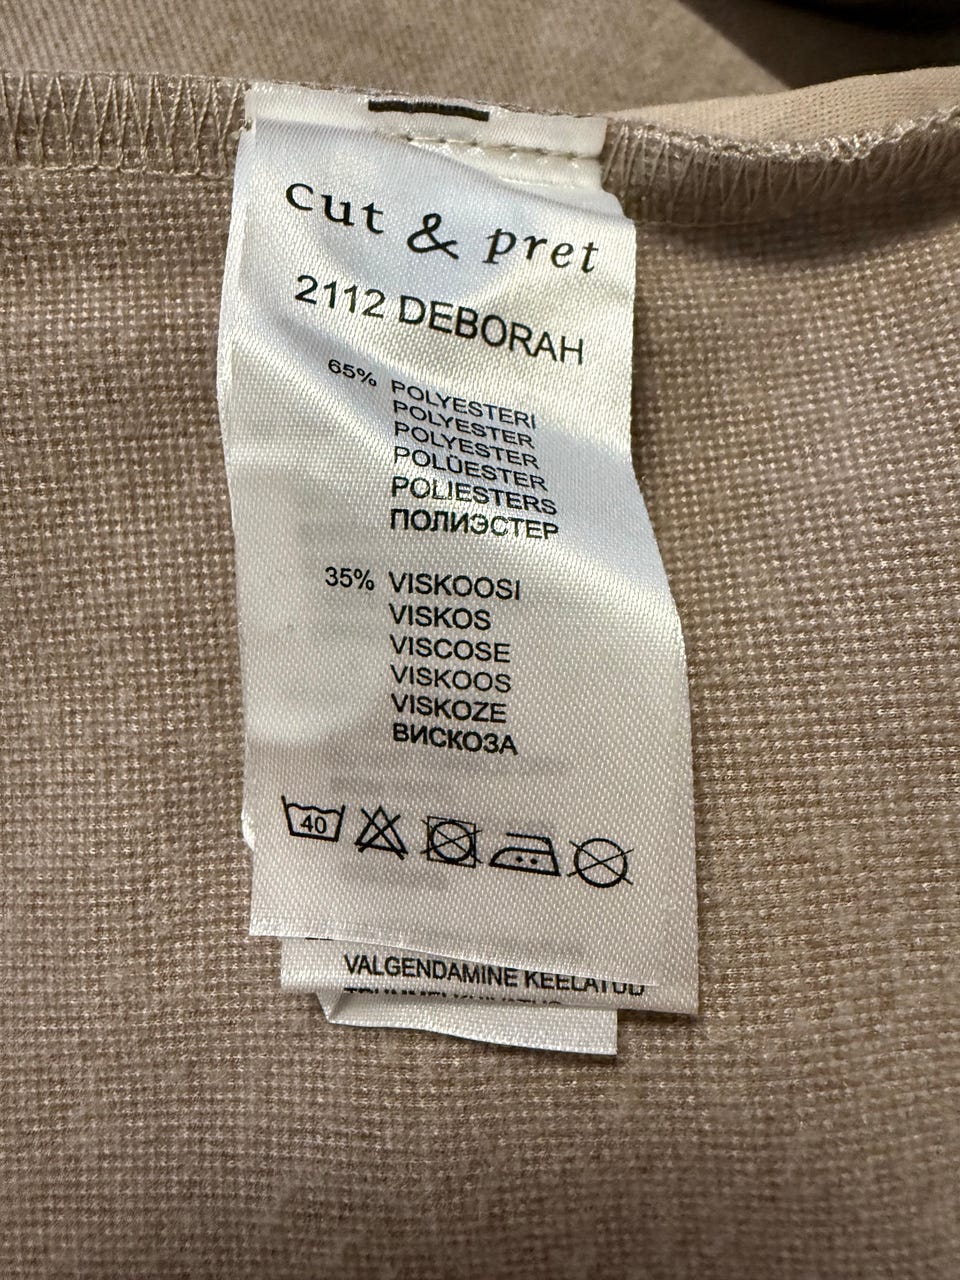 cut & pret
2112 DEBORAH
65% POLYESTERI
POLYESTER
POLYESTER
POLÜESTER
POLIESTERS
ПОЛИЭСТЕР
35% VISKOOSI
VISKOS
VISCOSE
VISKOOS
VISKOZE
ВИСКОЗА
40
VALGENDAMINE KEELATUD